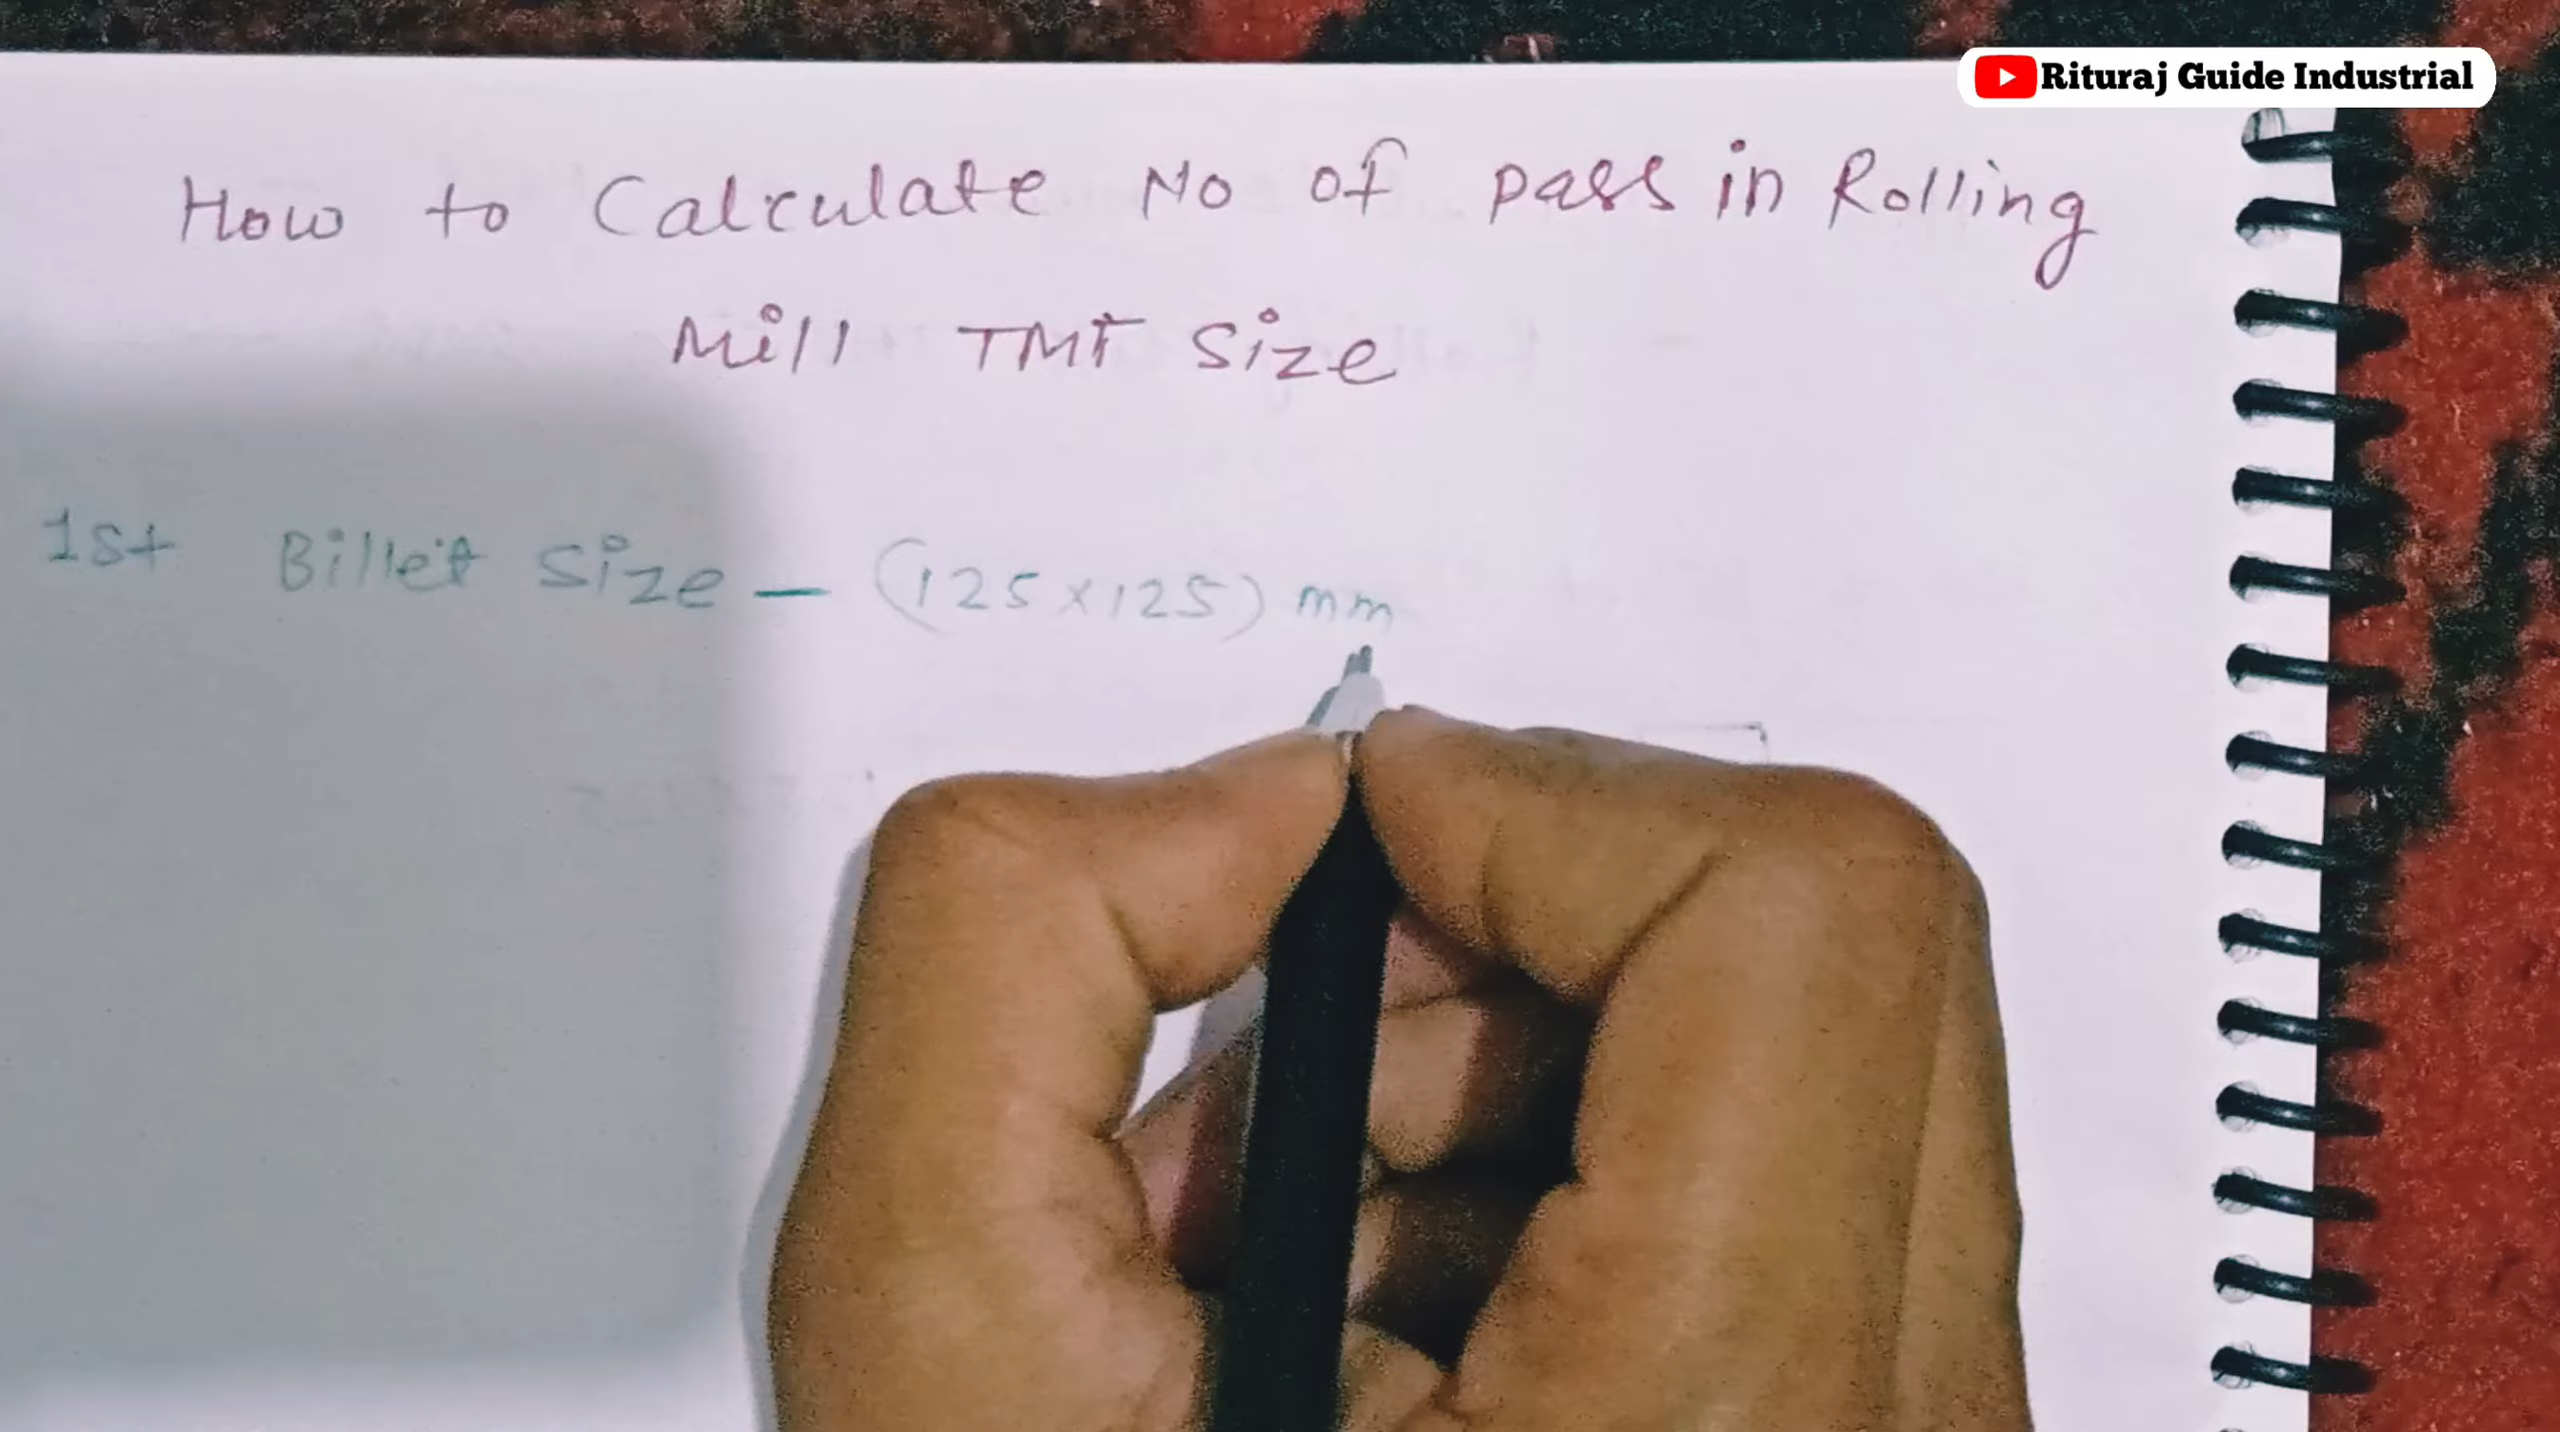 Rituraj Guide Industrial
How to Calculate No of pass in Rolling
Mill TMT Size
1st Billet Size — (125x125) mm